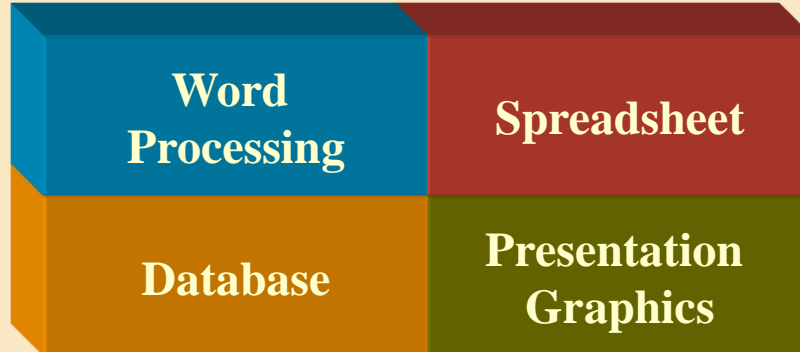 Word
Processing
Spreadsheet
Database
Presentation
Graphics